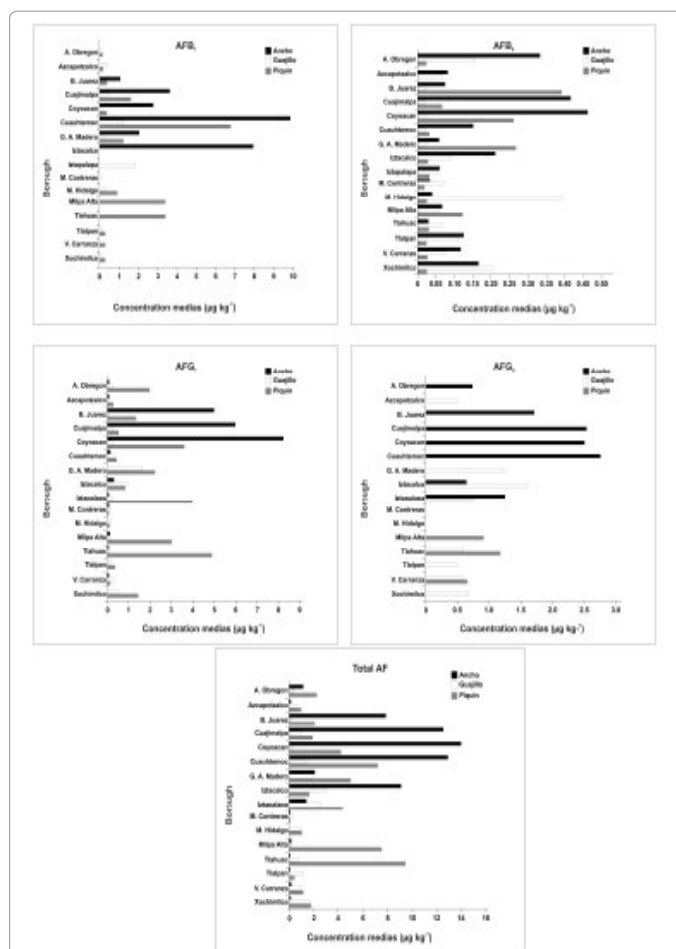 AFB₁
Ancho
Guajillo
Piquin
Borough
A. Obregon
Azcapotzalco
B. Juarez
Cuajimalpa
Coyoacan
Cuauhtemoc
G. A. Madero
Iztacalco
Iztapalapa
M. Contreras
M. Hidalgo
Milpa Alta
Tlahuac
Tlalpan
V. Carranza
Xochimilco
0 1 2 3 4 5 6 7 8 9 10
Concentration medias (µg kg⁻¹)
Ancho
Guajillo
Piquin
Borough
A. Obregon
Azcapotzalco
B. Juarez
Cuajimalpa
Coyoacan
Cuauhtemoc
G. A. Madero
Iztacalco
Iztapalapa
M. Contreras
M. Hidalgo
Milpa Alta
Tlahuac
Tlalpan
V. Carranza
Xochimilco
0 0.05 0.10 0.15 0.20 0.25 0.30 0.35 0.40 0.45 0.50
Concentration medias (µg kg⁻¹)
AFG₁
Ancho
Guajillo
Piquin
Borough
A. Obregon
Azcapotzalco
B. Juarez
Cuajimalpa
Coyoacan
Cuauhtemoc
G. A. Madero
Iztacalco
M. Contreras
M. Hidalgo
Milpa Alta
Tlahuac
Tlalpan
V. Carranza
Xochimilco
0 1 2 3 4 5 6 7 8 9
Concentration medias (µg kg⁻¹)
Ancho
Guajillo
Piquin
Borough
A. Obregon
Azcapotzalco
B. Juarez
Cuajimalpa
Coyoacan
Cuauhtemoc
G. A. Madero
Iztacalco
M. Contreras
M. Hidalgo
Milpa Alta
Tlahuac
Tlalpan
V. Carranza
Xochimilco
0 0.5 1.0 1.5 2.0 2.5 3.0
Concentration medias (µg kg-¹)
Total AF
Ancho
Guajillo
Piquin
Borough
A. Obregon
Azcapotzalco
B. Juarez
Cuajimalpa
Coyoacan
Cuauhtemoc
G. A. Madero
Iztacalco
M. Contreras
M. Hidalgo
Milpa Alta
Tlahuac
Tlalpan
V. Carranza
Xochimilco
0 2 4 6 8 10 12 14 16
Concentration medias (µg kg⁻¹)